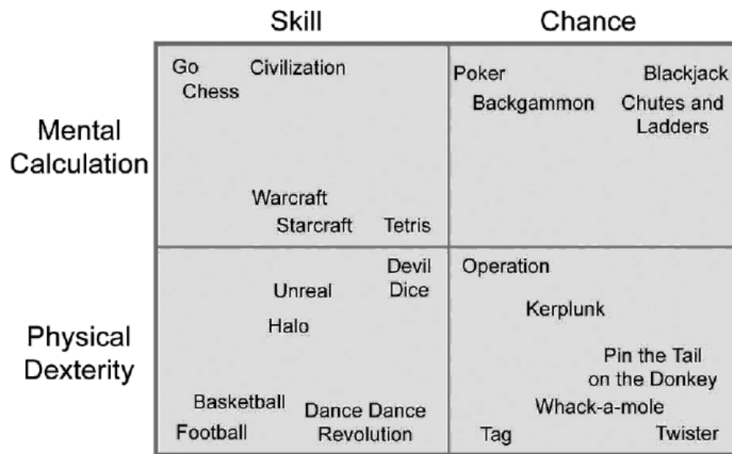 Skill
Chance
Mental
Calculation
Go
Civilization
Chess
Warcraft
Starcraft
Tetris
Poker
Blackjack
Backgammon
Chutes and
Ladders
Physical
Dexterity
Devil
Dice
Unreal
Halo
Basketball
Football
Dance Dance
Revolution
Operation
Kerplunk
Pin the Tail
on the Donkey
Whack-a-mole
Tag
Twister